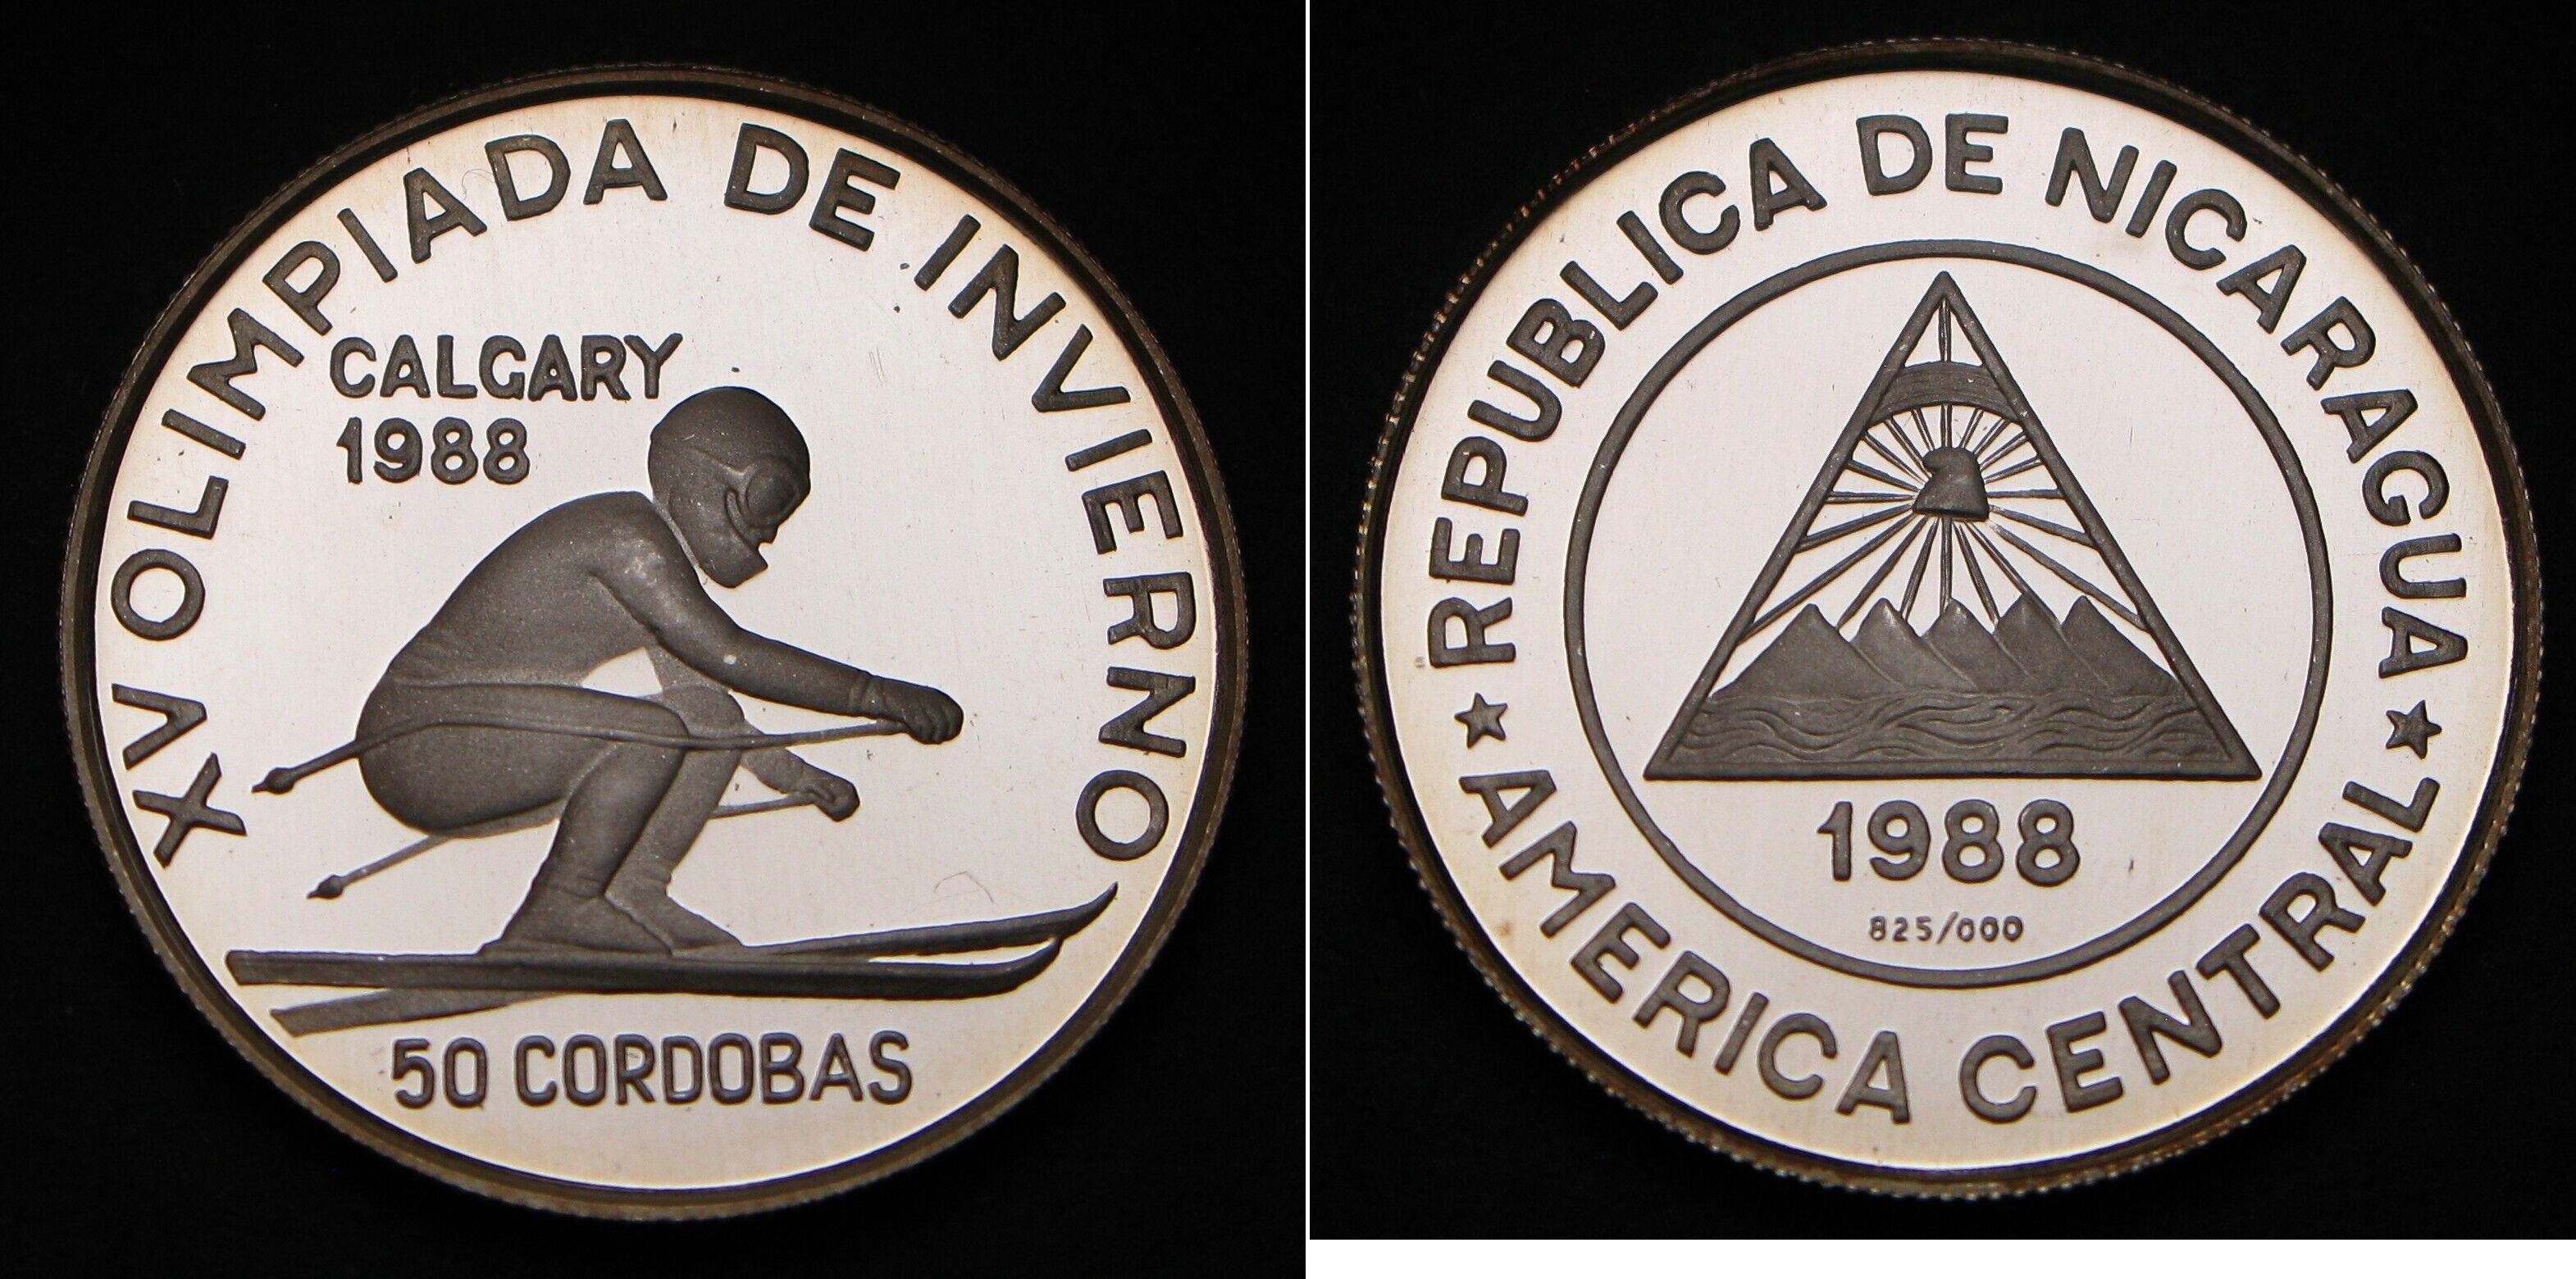 XV OLIMPIADA DE INVIERNO
CALGARY
1988
50 CORDOBAS
REPUBLICA DE NICARAGUA
1988
825/000
★ AMERICA CENTRAL ★